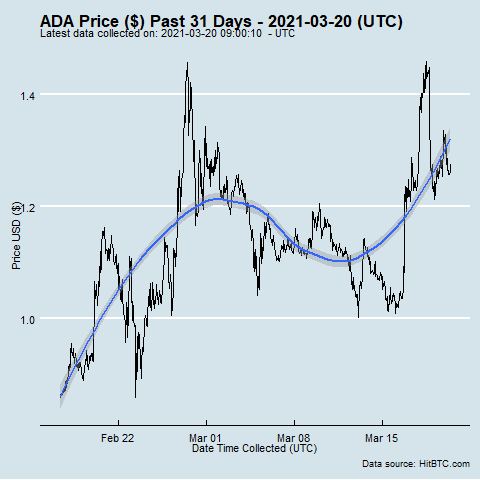 ADA Price ($) Past 31 Days - 2021-03-20 (UTC)
Latest data collected on: 2021-03-20 09:00:10 - UTC
Price USD ($)
1.4
1.2
1.0
Feb 22
Mar 01
Mar 08
Mar 15
Date Time Collected (UTC)
Data source: HitBTC.com